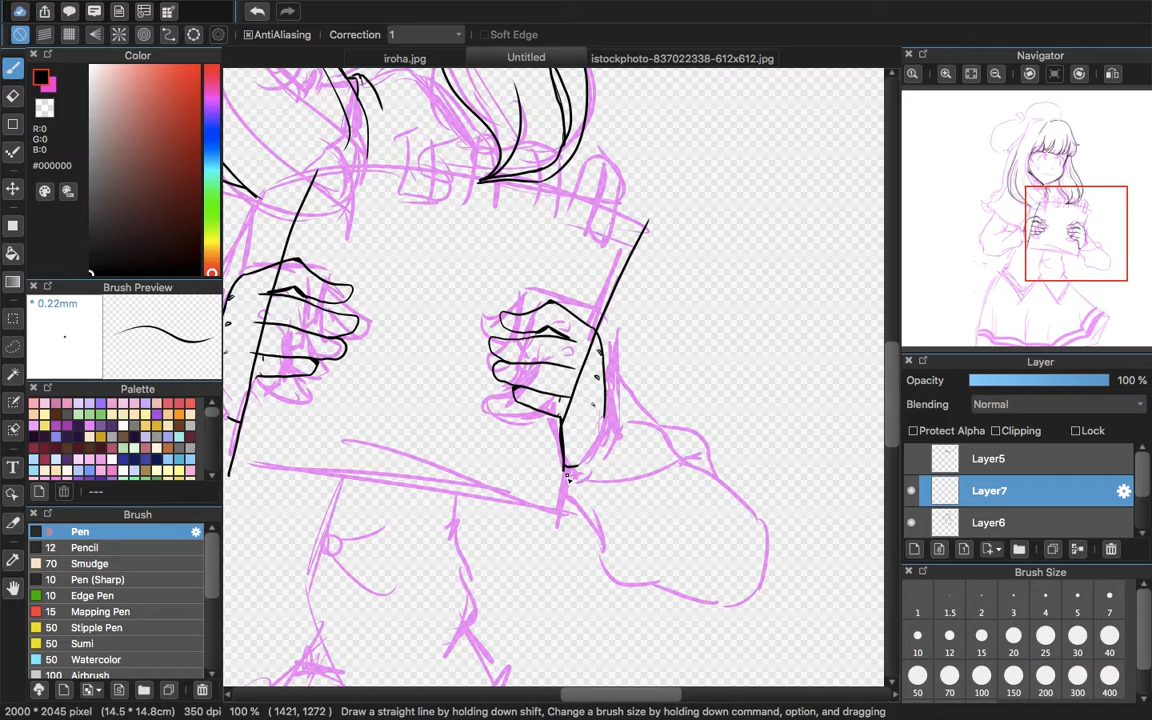 AntiAliasing Correction 1 Soft Edge
Color
iroha.jpg Untitled istockphoto-837022338-612x612.jpg
Navigator
R:0
G:0
B:0
#000000
Brush Preview
* 0.22mm
Palette
---
Brush
3 Pen
12 Pencil
70 Smudge
10 Pen (Sharp)
10 Edge Pen
15 Mapping Pen
50 Stipple Pen
50 Sumi
50 Watercolor
100 Airbrush
Layer
Opacity 100 %
Blending Normal
Protect Alpha Clipping Lock
Layer5
Layer7
Layer6
Brush Size
1 1.5 2 3 4 5 7
10 12 15 20 25 30 40
50 70 100 150 200 300 400
2000 * 2045 pixel (14.5 * 14.8cm) 350 dpi 100 % ( 1421, 1272 ) Draw a straight line by holding down shift, Change a brush size by holding down command, option, and dragging